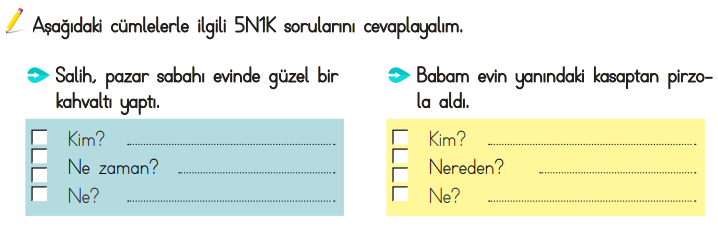 Aşağıdaki cümlelerle ilgili 5N1K sorularını cevaplayalım.
Salih, pazar sabahı evinde güzel bir
kahvaltı yaptı.
Kim? ........................................................
Ne zaman? ..........................................
Ne? ........................................................
Babam evin yanındaki kasaptan pirzo-
la aldı.
Kim? ........................................................
Nereden? ..........................................
Ne? ........................................................